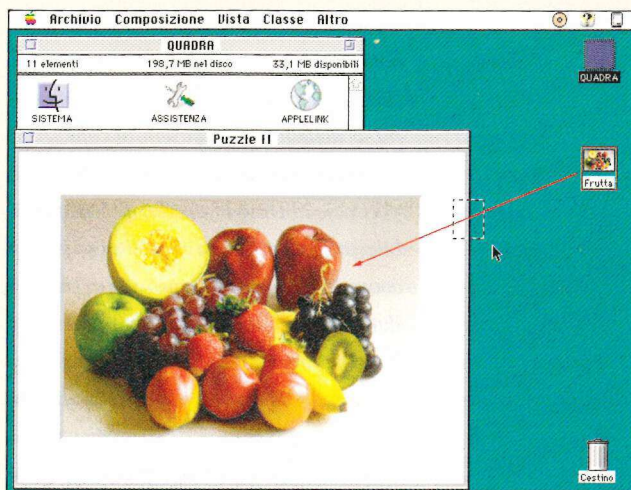 Archivio Composizione Vista Classe Altro
QUADRA
11 elementi 198,7 MB nel disco 33,1 MB disponibili
SISTEMA ASSISTENZA APPLELINK
Puzzle II
QUADRA
Frutta
Cestino